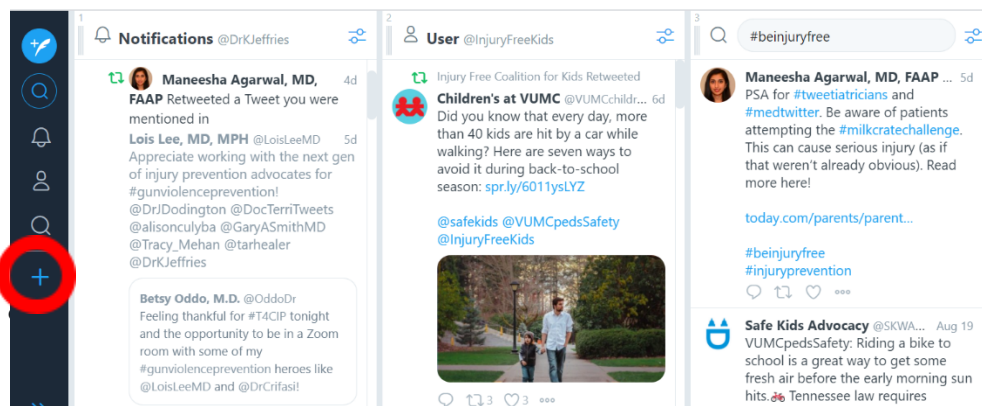 1
Notifications @DrKJeffries
Maneesha Agarwal, MD, 4d
FAAP Retweeted a Tweet you were
mentioned in
Lois Lee, MD, MPH @LoisLeeMD 5d
Appreciate working with the next gen
of injury prevention advocates for
#gunviolenceprevention!
@DrJDodington @DocTerriTweets
@alisonculyba @GaryASmithMD
@Tracy_Mehan @tarhealer
@DrKJeffries
Betsy Oddo, M.D. @OddoDr
Feeling thankful for #T4CIP tonight
and the opportunity to be in a Zoom
room with some of my
#gunviolenceprevention heroes like
@LoisLeeMD and @DrCrifasi!
2
User @InjuryFreeKids
Injury Free Coalition for Kids Retweeted
Children's at VUMC @VUMCchildr... 6d
Did you know that every day, more
than 40 kids are hit by a car while
walking? Here are seven ways to
avoid it during back-to-school
season: spr.ly/6011ysLYZ
@safekids @VUMCpedsSafety
@InjuryFreeKids
3 3
3
#beinjuryfree
Maneesha Agarwal, MD, FAAP ... 5d
PSA for #tweetiatricians and
#medtwitter. Be aware of patients
attempting the #milkcratechallenge.
This can cause serious injury (as if
that weren't already obvious). Read
more here!
today.com/parents/parent...
#beinjuryfree
#injuryprevention
Safe Kids Advocacy @SKWA... Aug 19
VUMCpedsSafety: Riding a bike to
school is a great way to get some
fresh air before the early morning sun
hits.🚲 Tennessee law requires